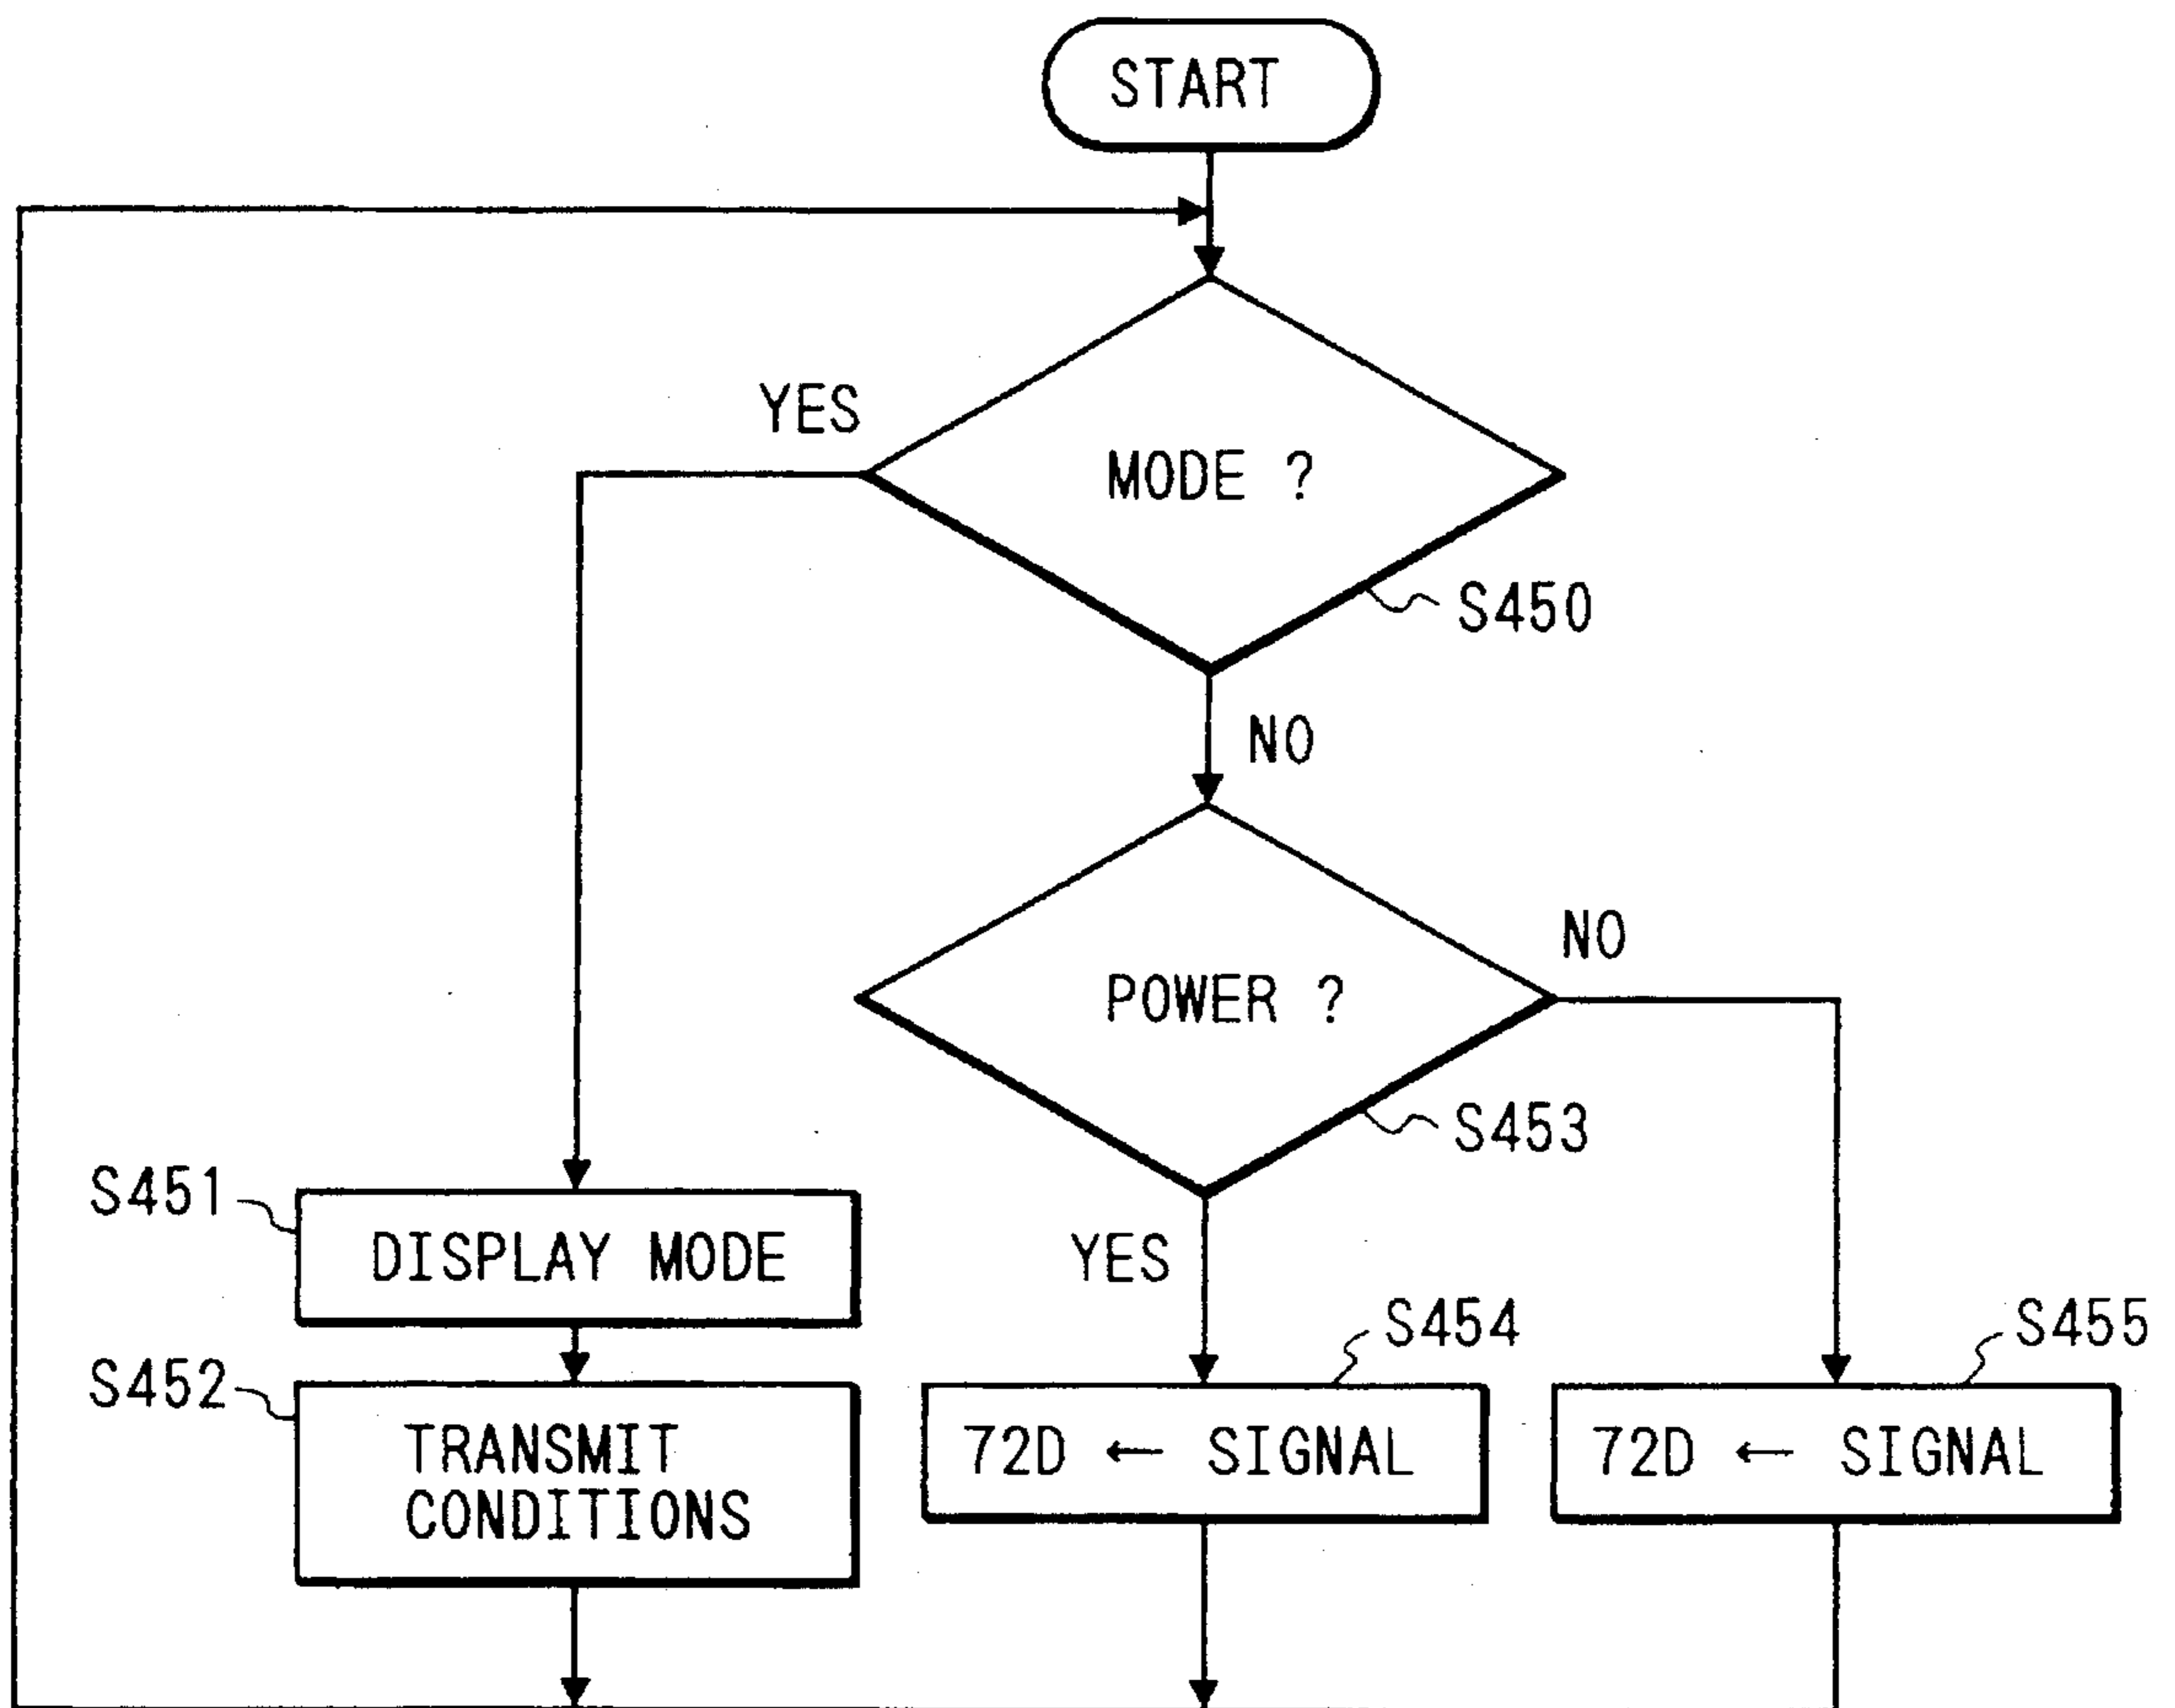 START
YES
MODE ?
S450
NO
NO
POWER ?
S453
S451
DISPLAY MODE
YES
S454
S455
S452
TRANSMIT
CONDITIONS
72D ← SIGNAL
72D ← SIGNAL